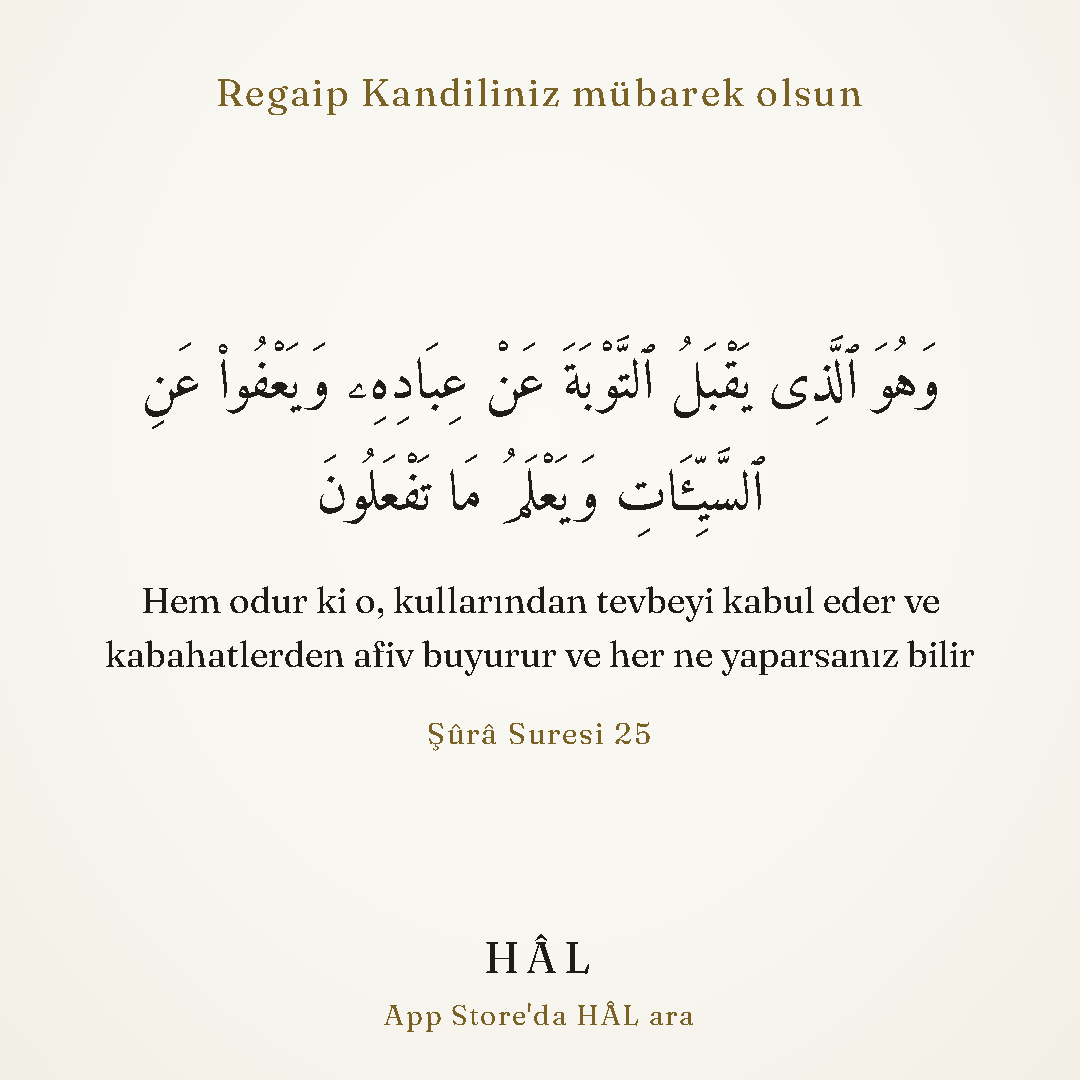 Regaip Kandiliniz mübarek olsun
وَهُوَ ٱلَّذِى يَقْبَلُ ٱلتَّوْبَةَ عَنْ عِبَادِهِۦ وَيَعْفُوا۟ عَنِ
ٱلسَّيِّـَٔاتِ وَيَعْلَمُ مَا تَفْعَلُونَ
Hem odur ki o, kullarından tevbeyi kabul eder ve
kabahatlerden afiv buyurur ve her ne yaparsanız bilir
Şûrâ Suresi 25
HÂL
App Store'da HÂL ara